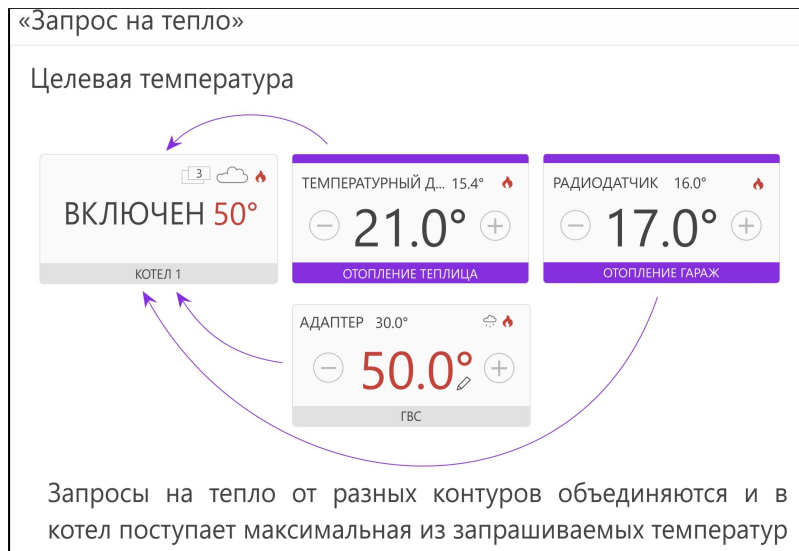 «Запрос на тепло»
Целевая температура
3
ВКЛЮЧЕН 50°
КОТЕЛ 1
ТЕМПЕРАТУРНЫЙ Д... 15.4°
21.0°
ОТОПЛЕНИЕ ТЕПЛИЦА
РАДИОДАТЧИК 16.0°
17.0°
ОТОПЛЕНИЕ ГАРАЖ
АДАПТЕР 30.0°
50.0°
ГВС
Запросы на тепло от разных контуров объединяются и в
котел поступает максимальная из запрашиваемых температур